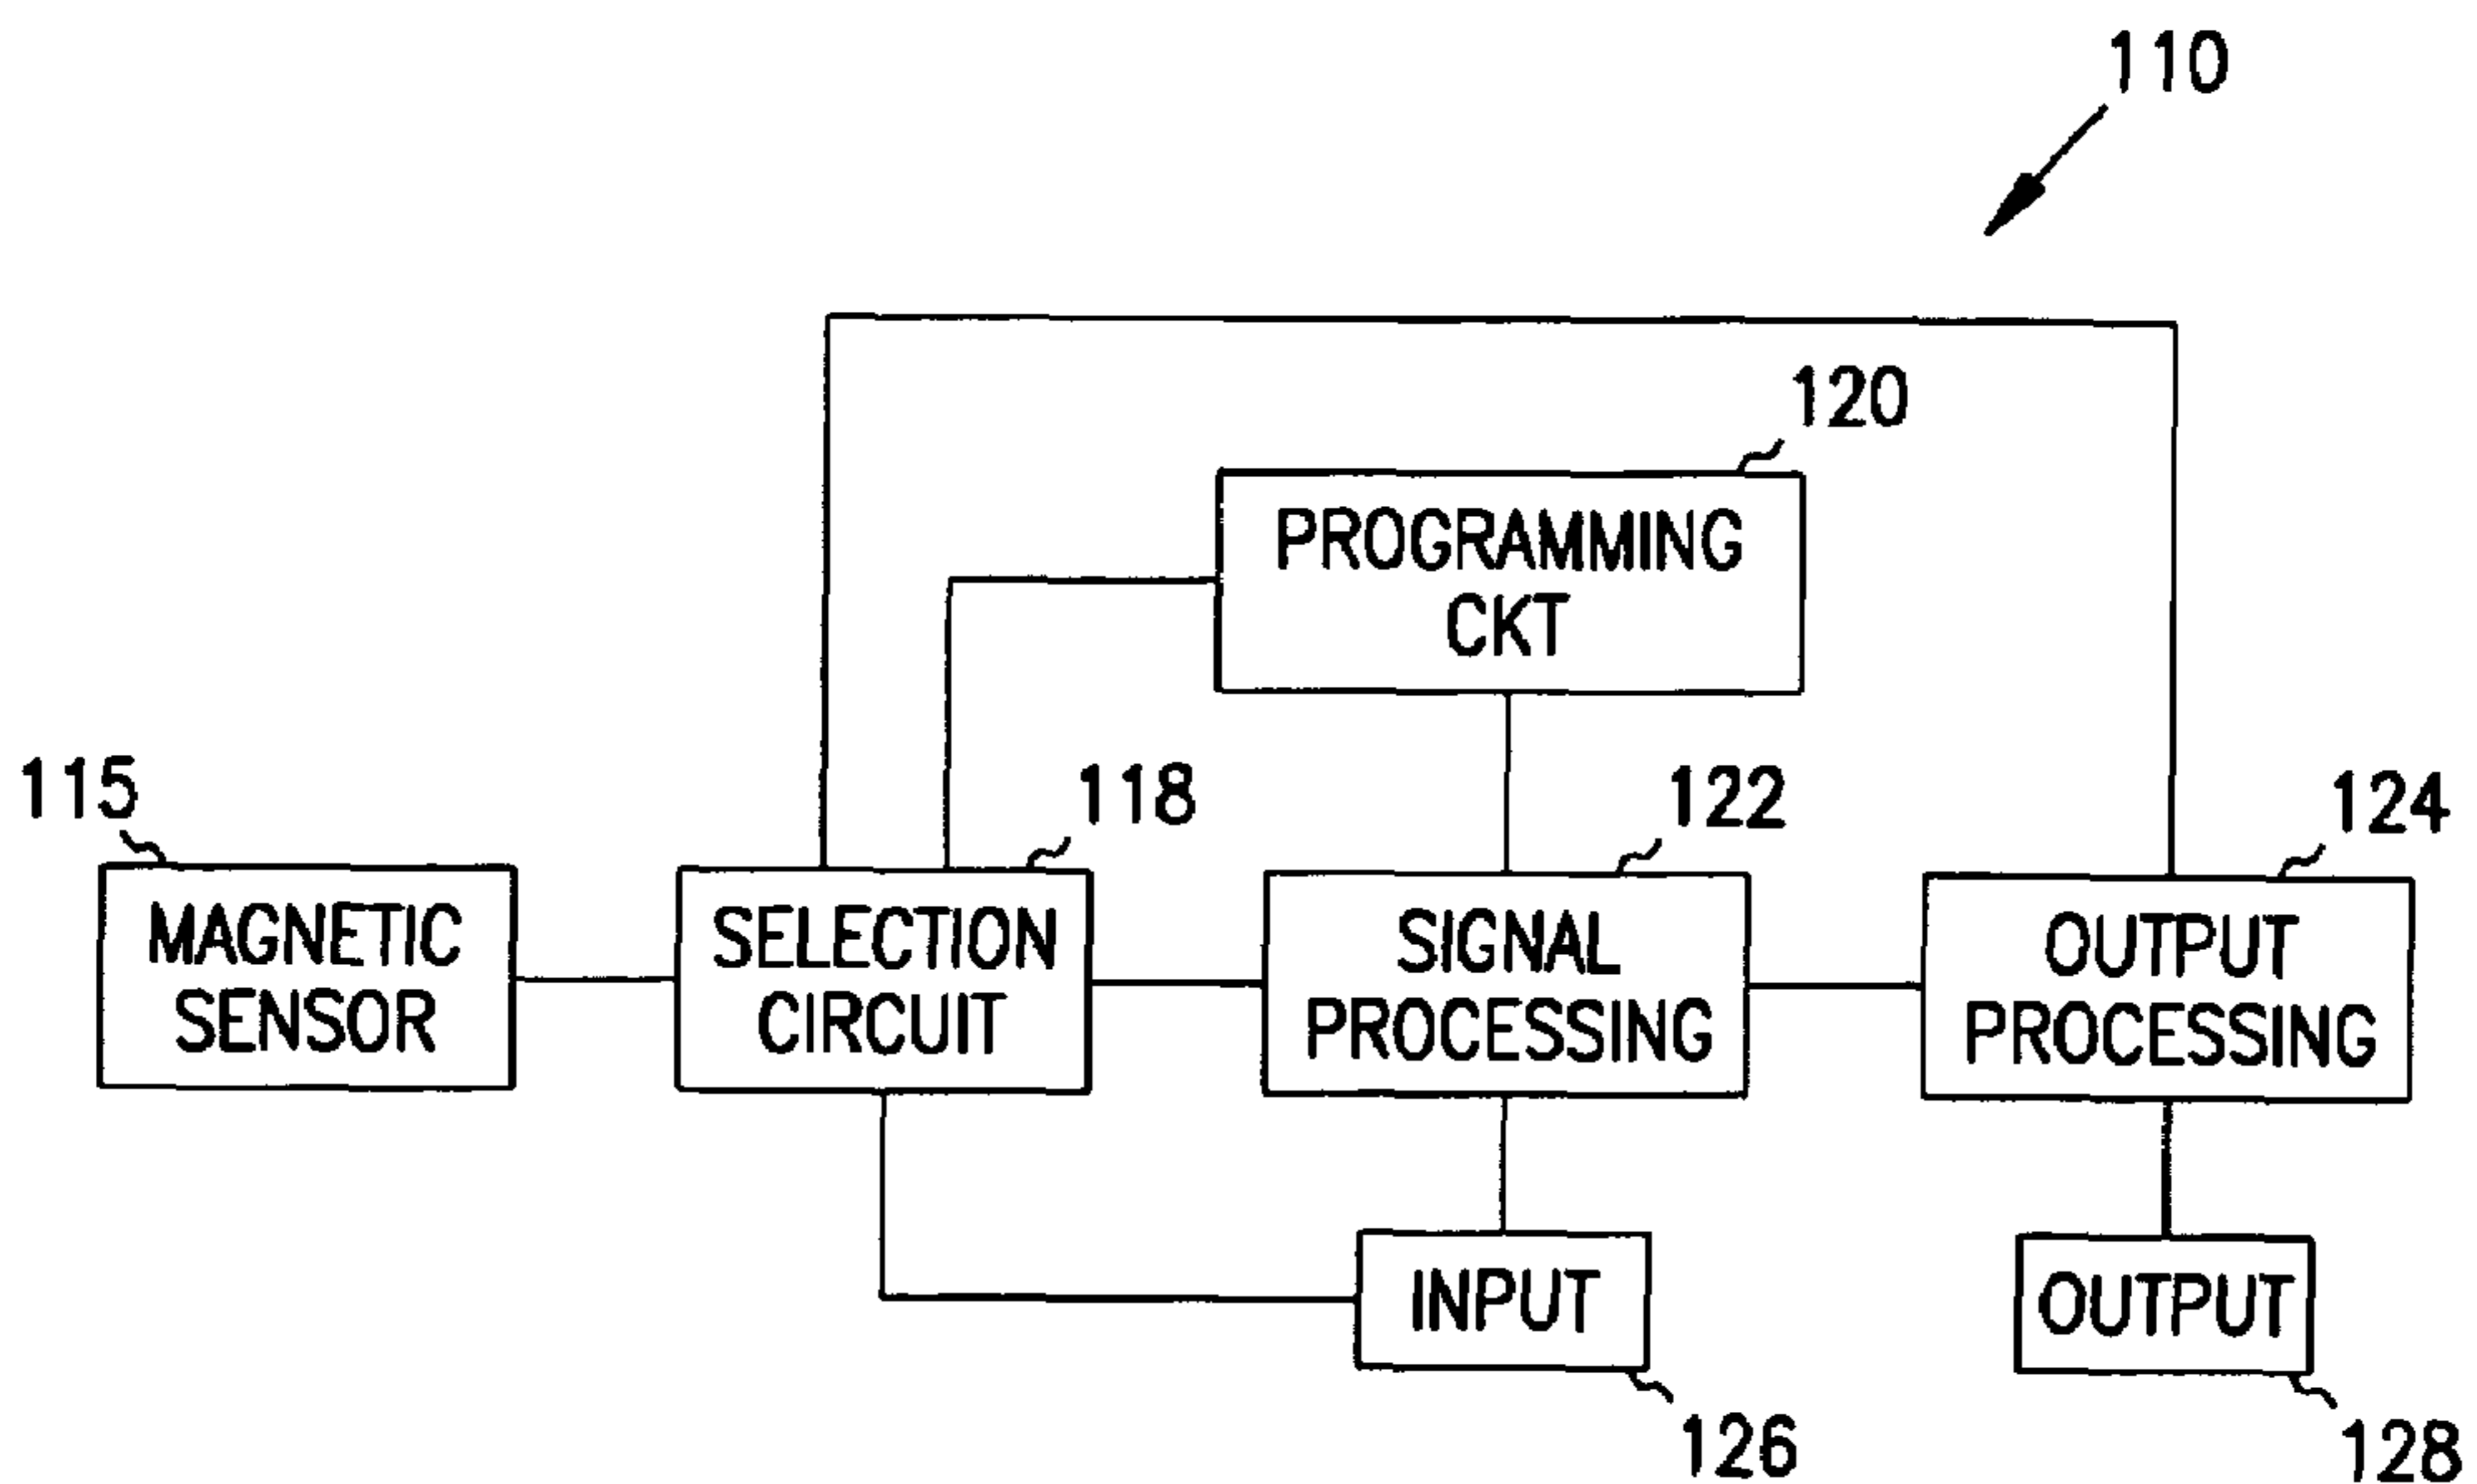 110
120
PROGRAMMING
CKT
115
118
122
124
MAGNETIC
SENSOR
SELECTION
CIRCUIT
SIGNAL
PROCESSING
OUTPUT
PROCESSING
INPUT
OUTPUT
126
128